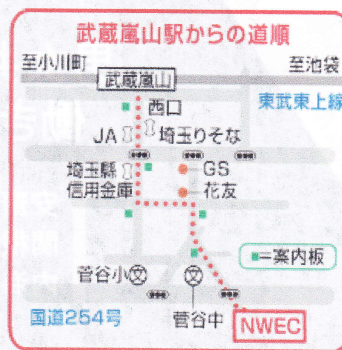 武蔵嵐山駅からの道順
至小川町
至池袋
武蔵嵐山
東武東上線
西口
JA
埼玉りそな
埼玉縣
信用金庫
GS
花友
■=案内板
菅谷小文
文
国道254号
菅谷中
NWEC